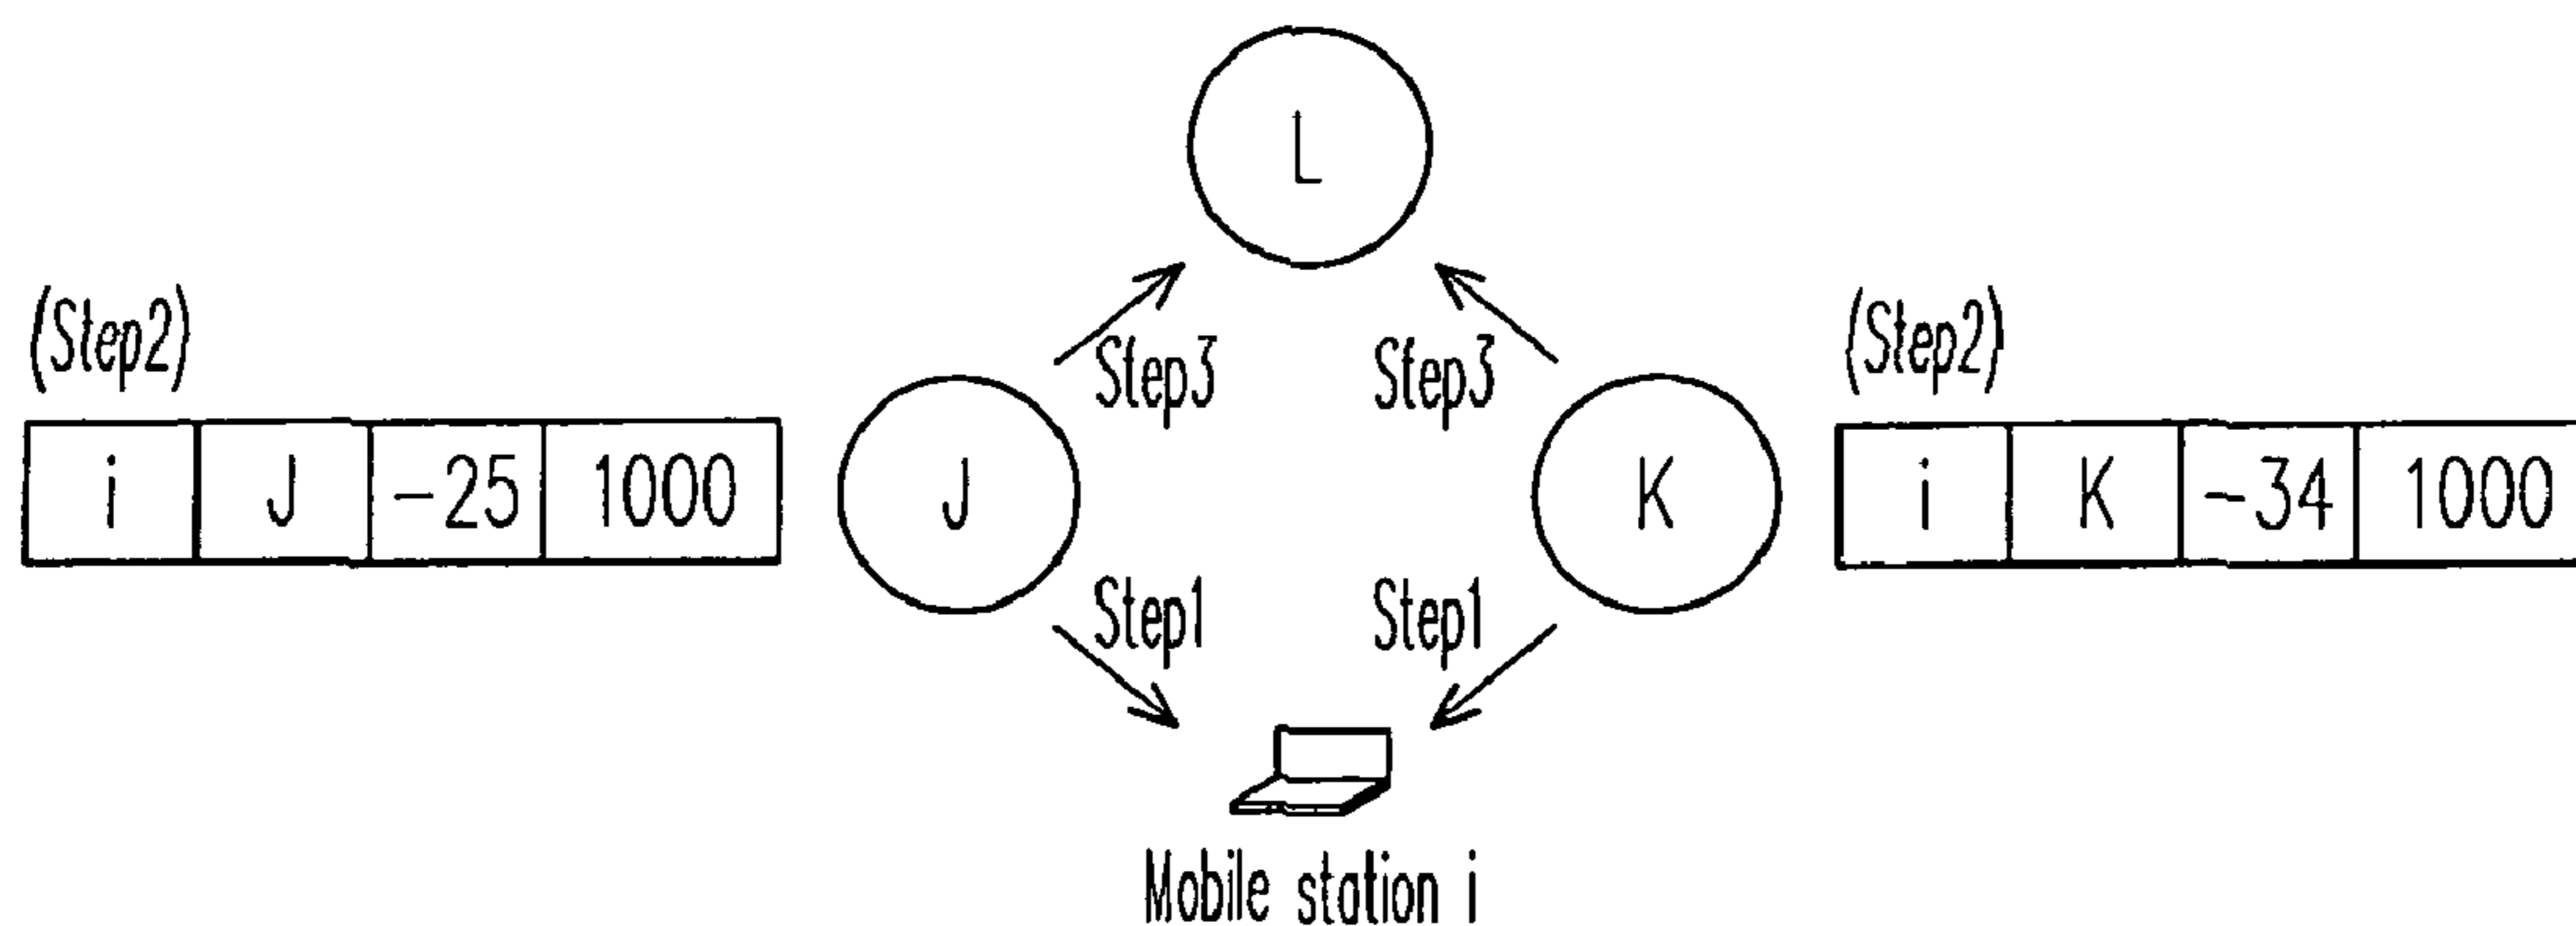 L
(Step2)
Step3
Step3
(Step2)
i J -25 1000
J
K
i K -34 1000
Step1
Step1
Mobile station i